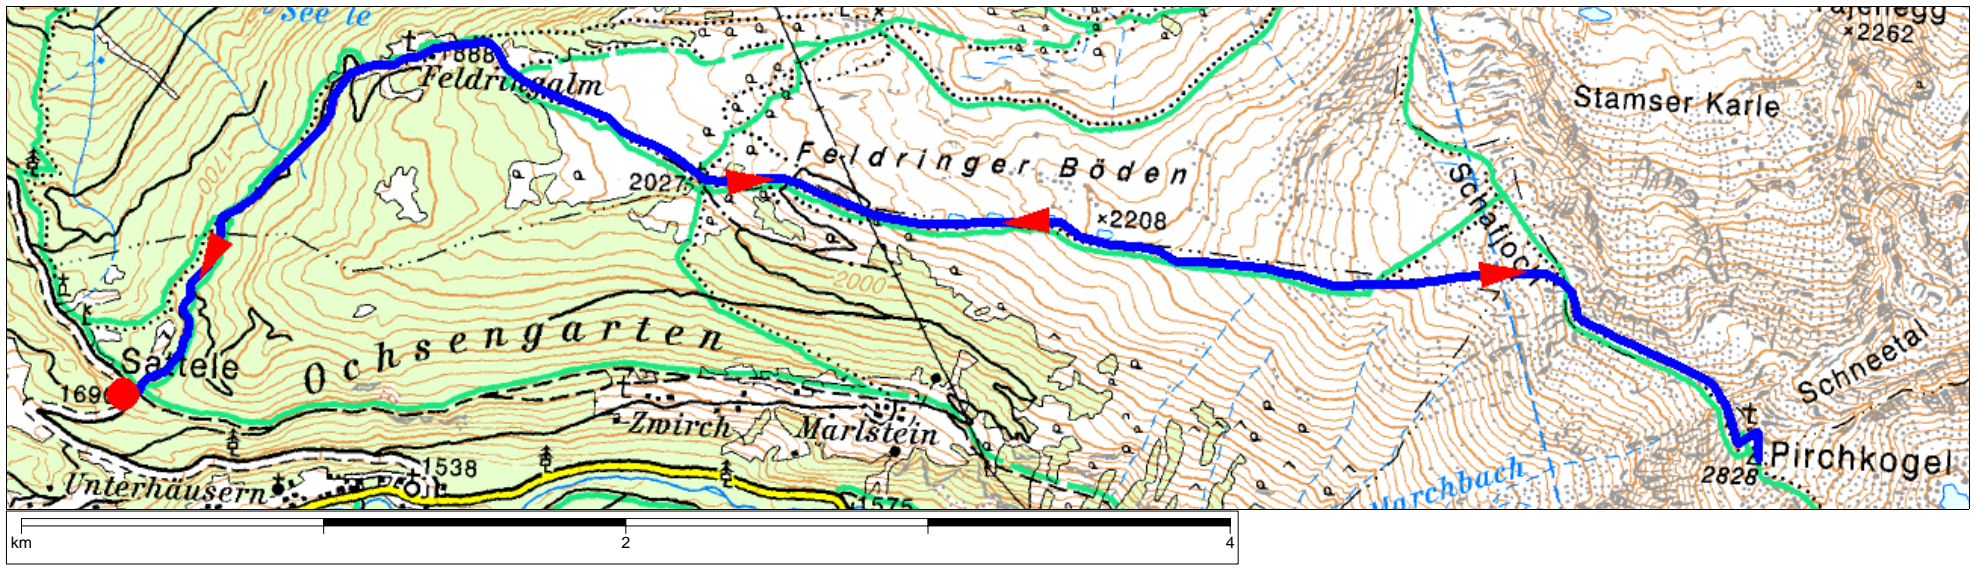 See le
2262
1888
Feldringalm
Stamser Karle
1700
Feldringer Böden
2027
Schafjoch
×2208
2000
Ochsengarten
Sattele
169
Schneetal
Zwirch
Marlstein
Pirchkogel
2828
1538
Unterhäusern
Marchbach
1575
km
2
4